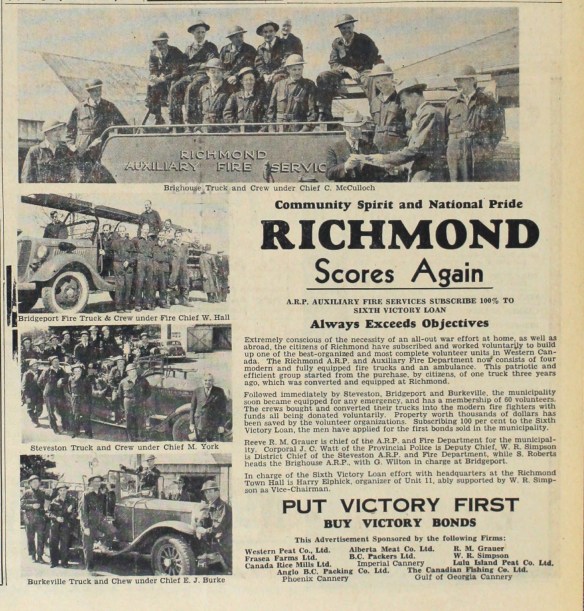 RICHMOND
AUXILIARY FIRE SERVIC
Brighouse Truck and Crew under Chief C. McCulloch
Bridgeport Fire Truck & Crew under Fire Chief W. Hall
Steveston Truck and Crew under Chief M. York
Burkeville Truck and Chew under Chief E. J. Burke
Community Spirit and National Pride
RICHMOND
Scores Again
A.R.P. AUXILIARY FIRE SERVICES SUBSCRIBE 100% TO
SIXTH VICTORY LOAN
Always Exceeds Objectives
Extremely conscious of the necessity of an all-out war effort at home, as well as
abroad, the citizens of Richmond have subscribed and worked voluntarily to build
up one of the best-organized and most complete volunteer units in Western Can-
ada. The Richmond A.R.P. and Auxiliary Fire Department now consists of four
modern and fully equipped fire trucks and an ambulance. This patriotic and
efficient group started from the purchase, by citizens, of one truck three years
ago, which was converted and equipped at Richmond.
Followed immediately by Steveston, Bridgeport and Burkeville, the municipality
soon became equipped for any emergency, and has a membership of 60 volunteers.
The crews bought and converted their trucks into the modern fire fighters with
funds all being donated voluntarily. Property worth thousands of dollars has
been saved by the volunteer organizations. Subscribing 100 per cent to the Sixth
Victory Loan, the men have applied for the first bonds sold in the municipality.
Reeve R. M. Grauer is chief of the A.R.P. and Fire Department for the municipal-
ity. Corporal J. C. Watt of the Provincial Police is Deputy Chief, W. R. Simpson
is District Chief of the Steveston A.R.P. and Fire Department, while S. Roberts
heads the Brighouse A.R.P., with O. Wilton in charge at Bridgeport.
In charge of the Sixth Victory Loan effort with headquarters at the Richmond
Town Hall is Harry Elphick, organizer of Unit 11, ably supported by W. R. Simp-
son as Vice-Chairman.
PUT VICTORY FIRST
BUY VICTORY BONDS
This Advertisement Sponsored by the following Firms:
Western Peat Co., Ltd. Alberta Meat Co. Ltd. R. M. Grauer
Frasea Farms Ltd. B.C. Packers Ltd. W. R. Simpson
Canada Rice Mills Ltd. Imperial Cannery Lulu Island Peat Co. Ltd.
Anglo B.C. Packing Co. Ltd. The Canadian Fishing Co. Ltd.
Phoenix Cannery Gulf of Georgia Cannery